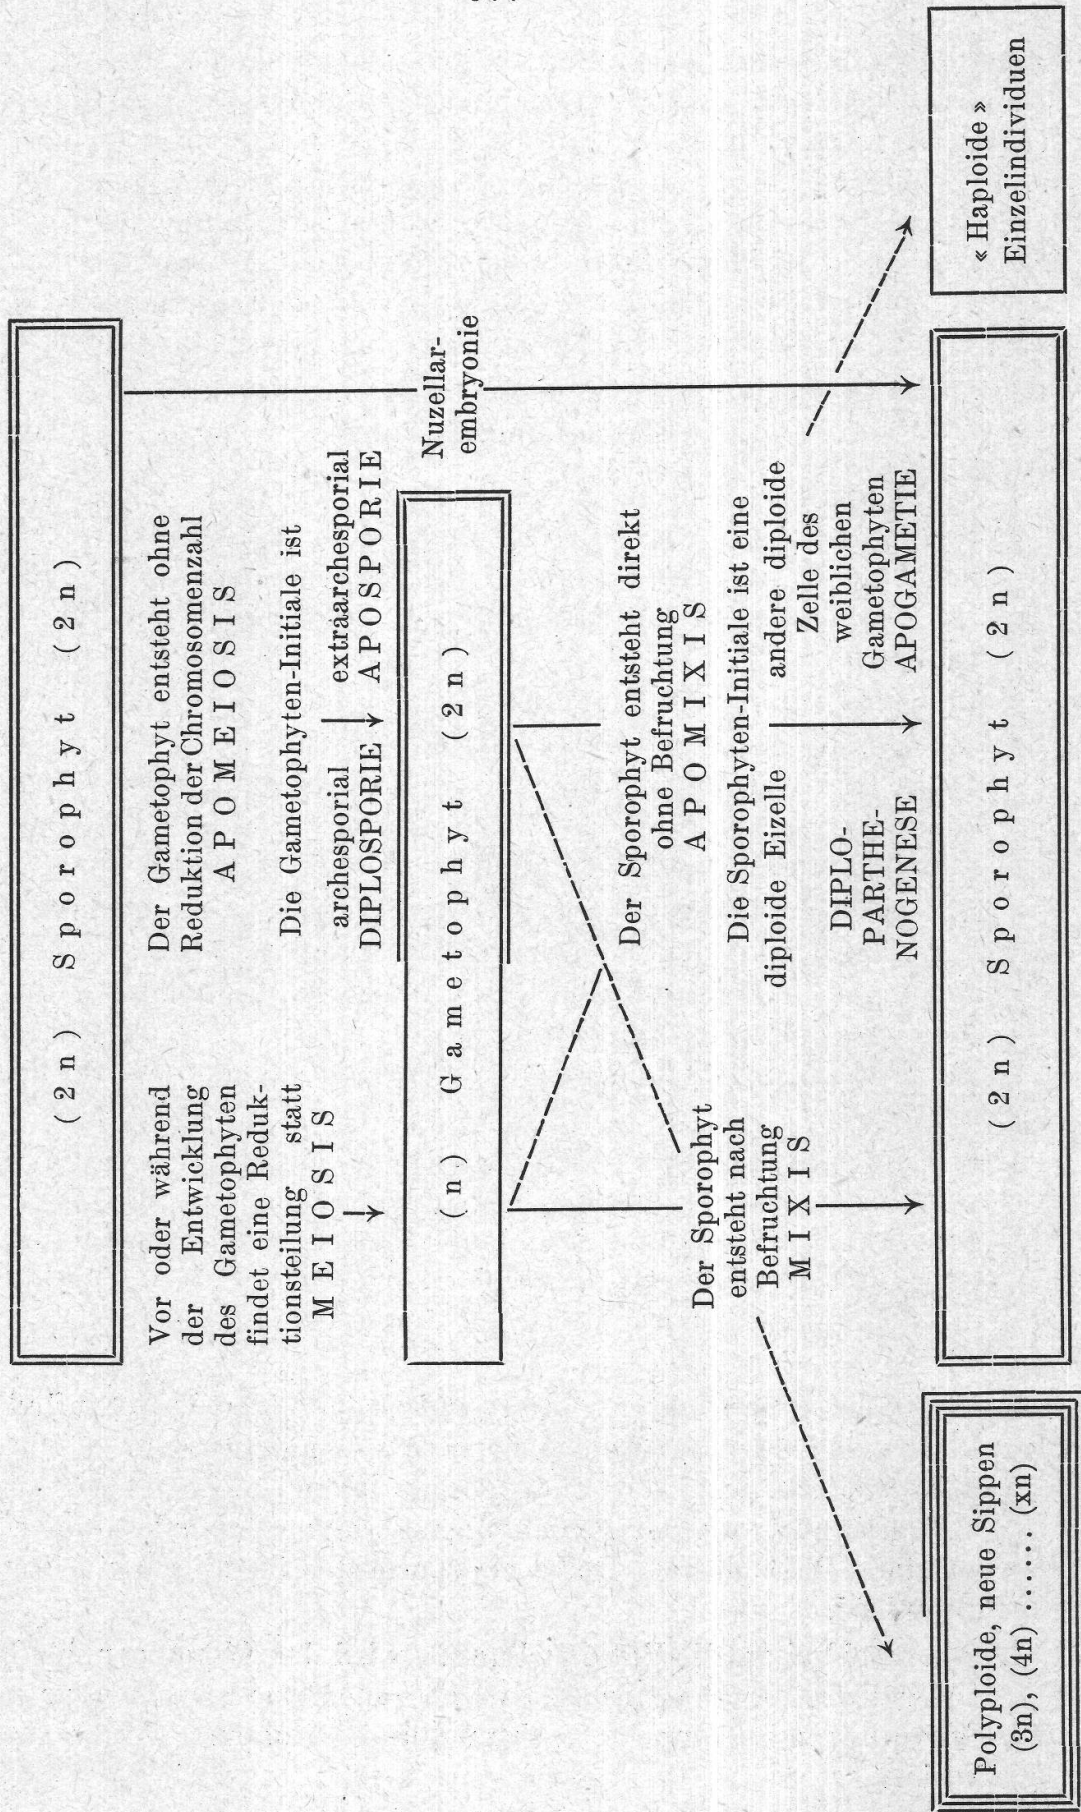 (2n) Sporophyt (2n)
Vor oder während
der Entwicklung
des Gametophyten
findet eine Reduk-
tionsteilung statt
MEIOSIS
Der Gametophyt entsteht ohne
Reduktion der Chromosomenzahl
APOMEIOSIS
Die Gametophyten-Initiale ist
archesporial extraarchesporial
DIPLOSPORIE APOSPORIE
Nuzellar-
embryonie
(n) Gametophyt (2n)
Der Sporophyt
entsteht nach
Befruchtung
MIXIS
Der Sporophyt entsteht direkt
ohne Befruchtung
APOMIXIS
Die Sporophyten-Initiale ist eine
diploide Eizelle andere diploide
Zelle des
weiblichen
Gametophyten
APOGAMETIE
DIPLO-
PARTHE-
NOGENESE
Polyploide, neue Sippen
(3n), (4n) ...... (xn)
(2n) Sporophyt (2n)
« Haploide »
Einzelindividuen